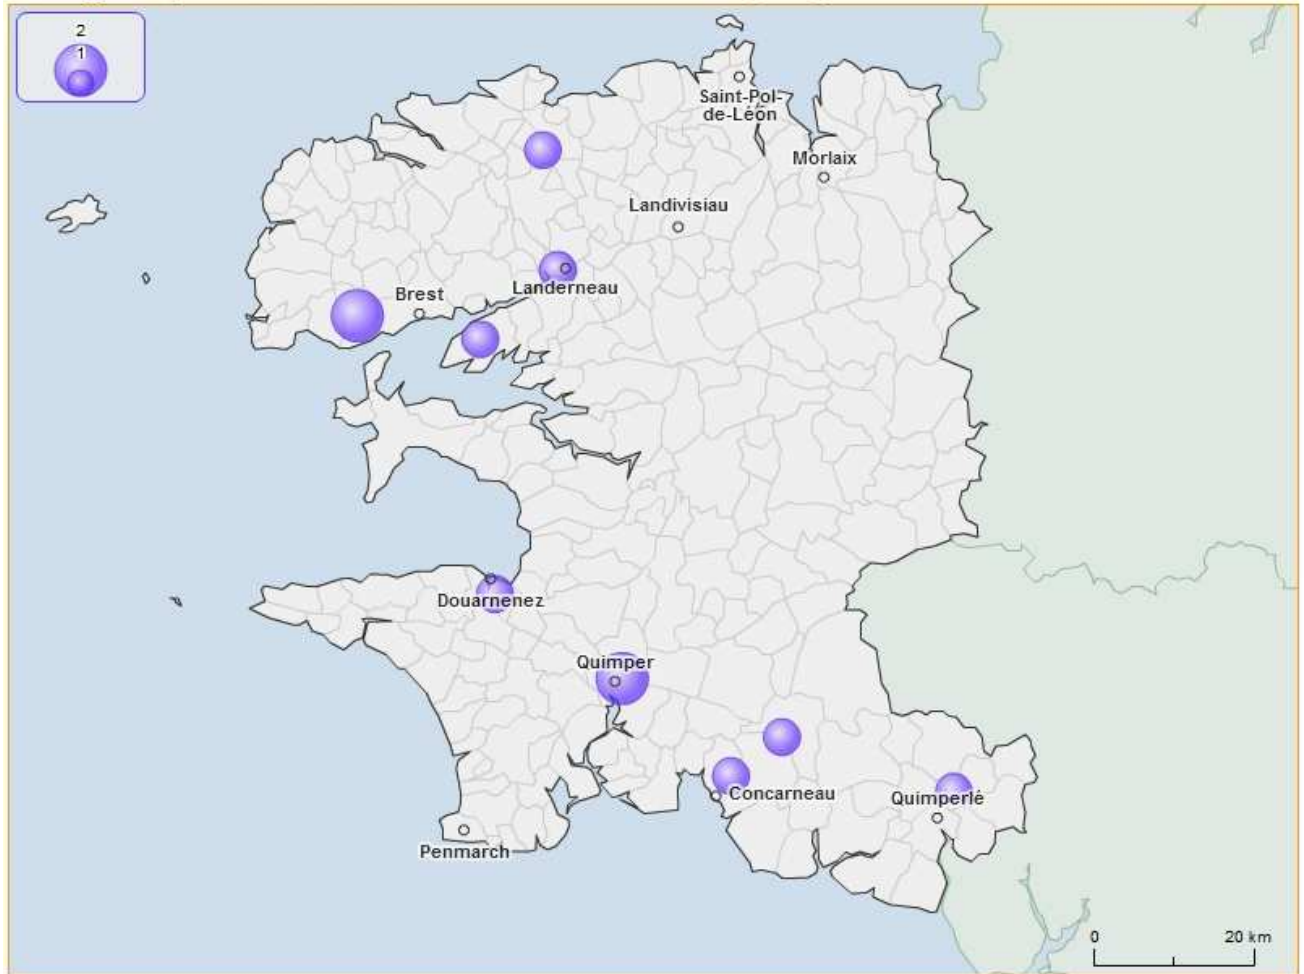 2
1
Saint-Pol-
de-Léon
Morlaix
Landivisiau
Landerneau
Brest
Douarnenez
Quimper
Concarneau
Quimperlé
Penmarch
0 20 km